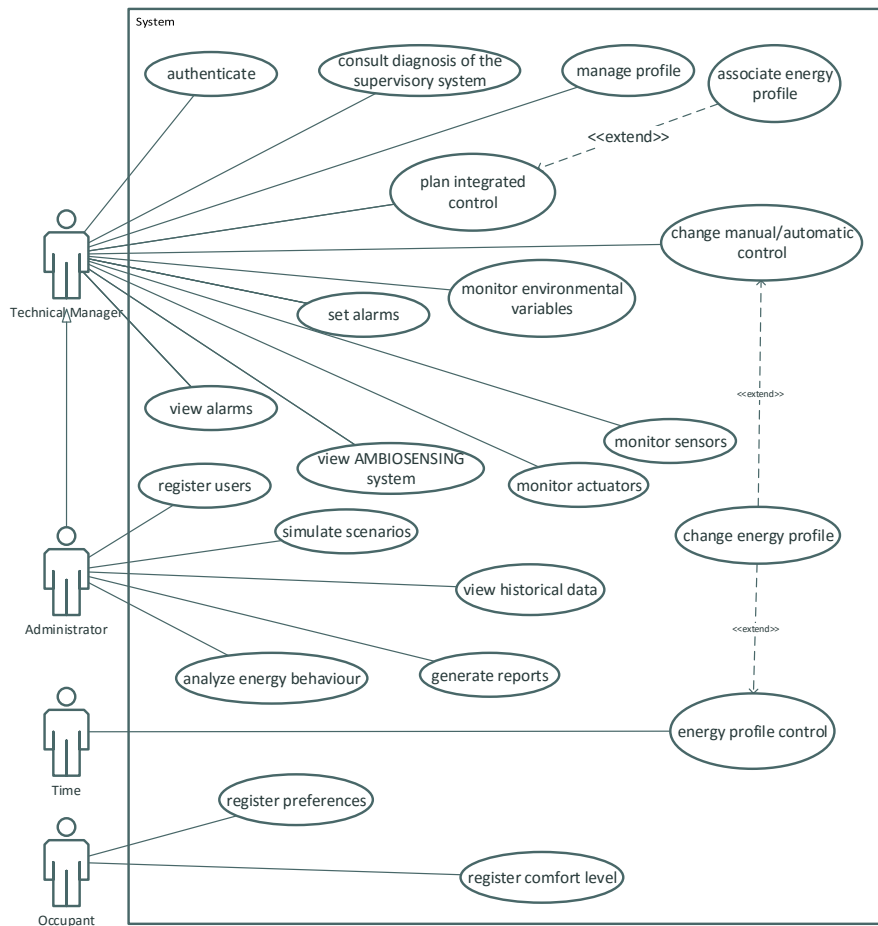 System
authenticate
consult diagnosis of the
supervisory system
manage profile
associate energy
profile
<<extend>>
plan integrated
control
change manual/automatic
control
monitor environmental
variables
set alarms
Technical Manager
<<extend>>
view alarms
monitor sensors
view AMBIOSENSING
system
monitor actuators
register users
simulate scenarios
change energy profile
view historical data
Administrator
<<extend>>
analyze energy behaviour
generate reports
energy profile control
Time
register preferences
register comfort level
Occupant